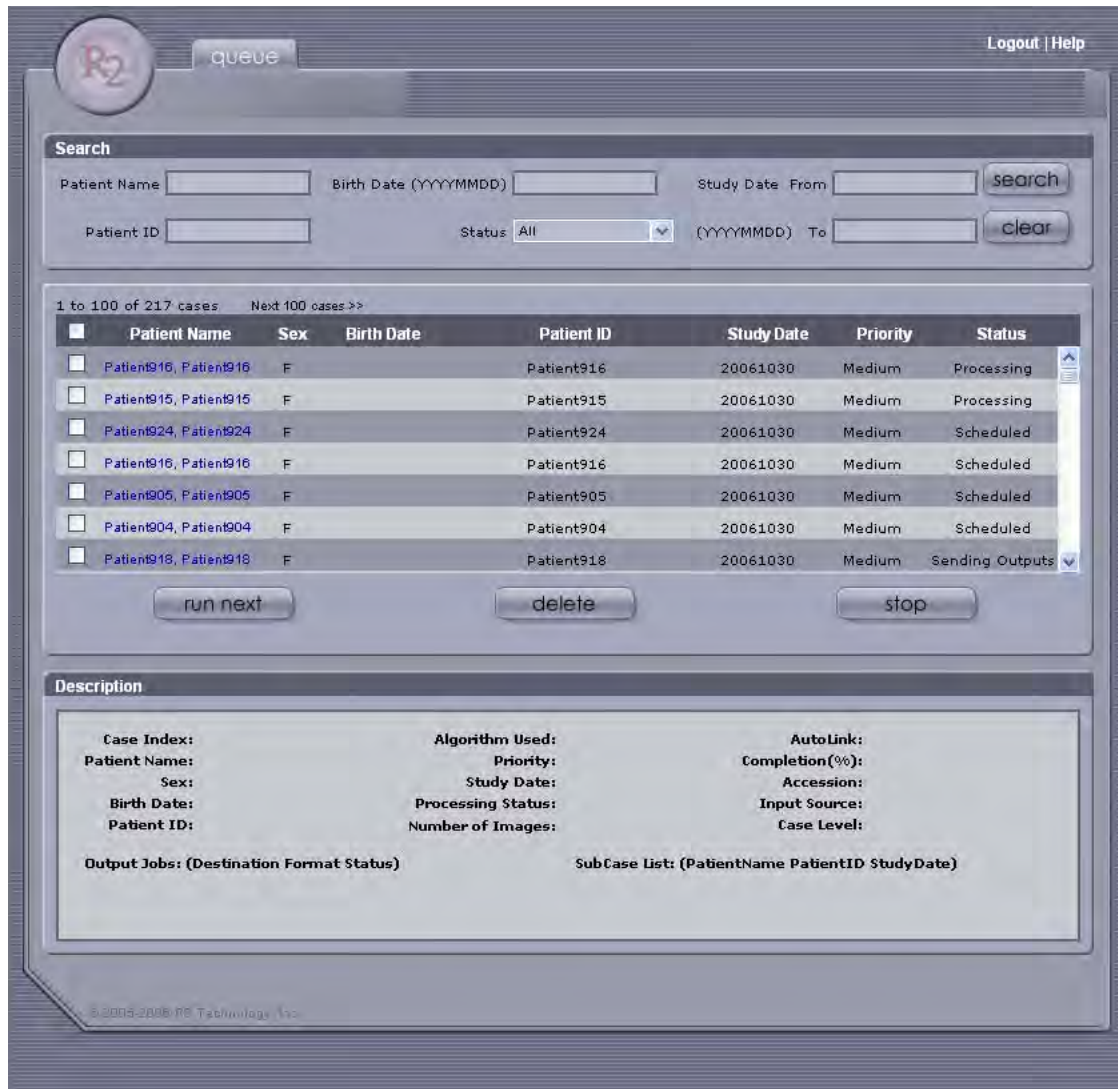 R2
queue
Logout | Help
Search
Patient Name
Birth Date (YYYYMMDD)
Study Date From
search
Patient ID
Status All
(YYYYMMDD) To
clear
1 to 100 of 217 cases Next 100 cases >>
Patient Name Sex Birth Date Patient ID Study Date Priority Status
Patient916, Patient916 F Patient916 20061030 Medium Processing
Patient915, Patient915 F Patient915 20061030 Medium Processing
Patient924, Patient924 F Patient924 20061030 Medium Scheduled
Patient916, Patient916 F Patient916 20061030 Medium Scheduled
Patient905, Patient905 F Patient905 20061030 Medium Scheduled
Patient904, Patient904 F Patient904 20061030 Medium Scheduled
Patient918, Patient918 F Patient918 20061030 Medium Sending Outputs
run next delete stop
Description
Case Index: Algorithm Used: AutoLink:
Patient Name: Priority: Completion(%):
Sex: Study Date: Accession:
Birth Date: Processing Status: Input Source:
Patient ID: Number of Images: Case Level:
Output Jobs: (Destination Format Status) SubCase List: (PatientName PatientID StudyDate)
© 2005-2006 R2 Technology, Inc.